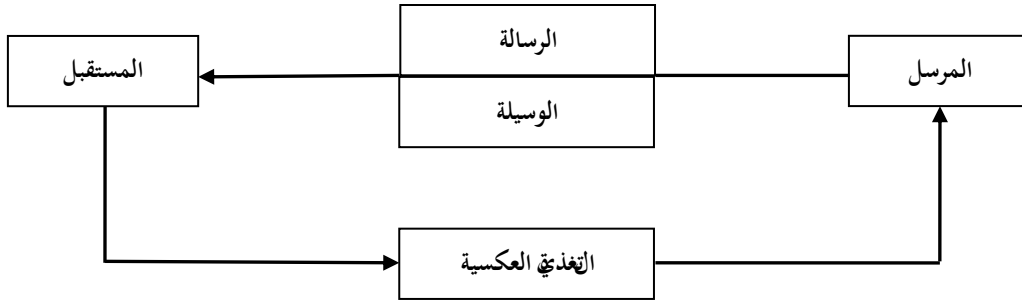 الرسالة
المرسل
المستقبل
الوسيلة
التغذية العكسية